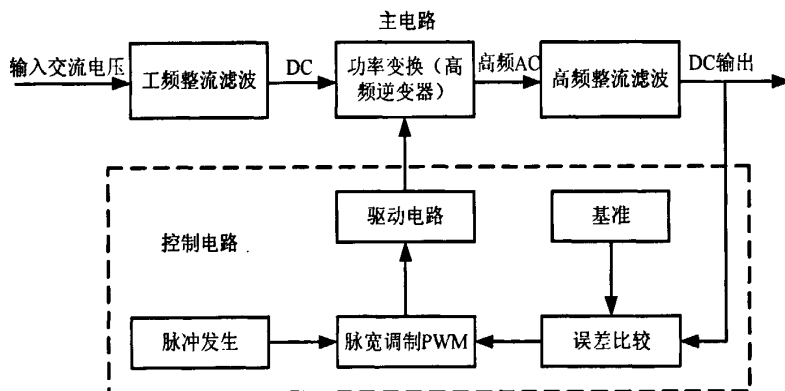 主电路
输入交流电压
工频整流滤波
DC
功率变换（高
频逆变器）
高频AC
高频整流滤波
DC输出
控制电路
驱动电路
基准
脉冲发生
脉宽调制PWM
误差比较